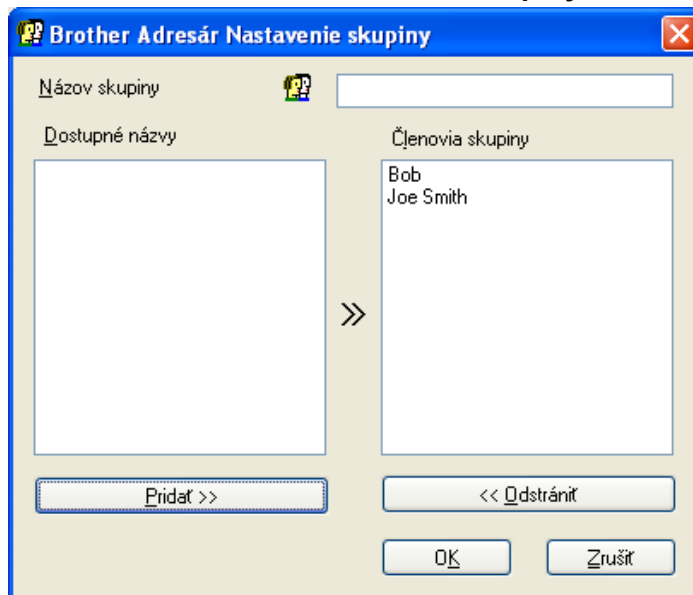 Brother Adresár Nastavenie skupiny
Názov skupiny
Dostupné názvy
Členovia skupiny
Bob
Joe Smith
Pridať >>
<< Odstrániť
OK
Zrušiť